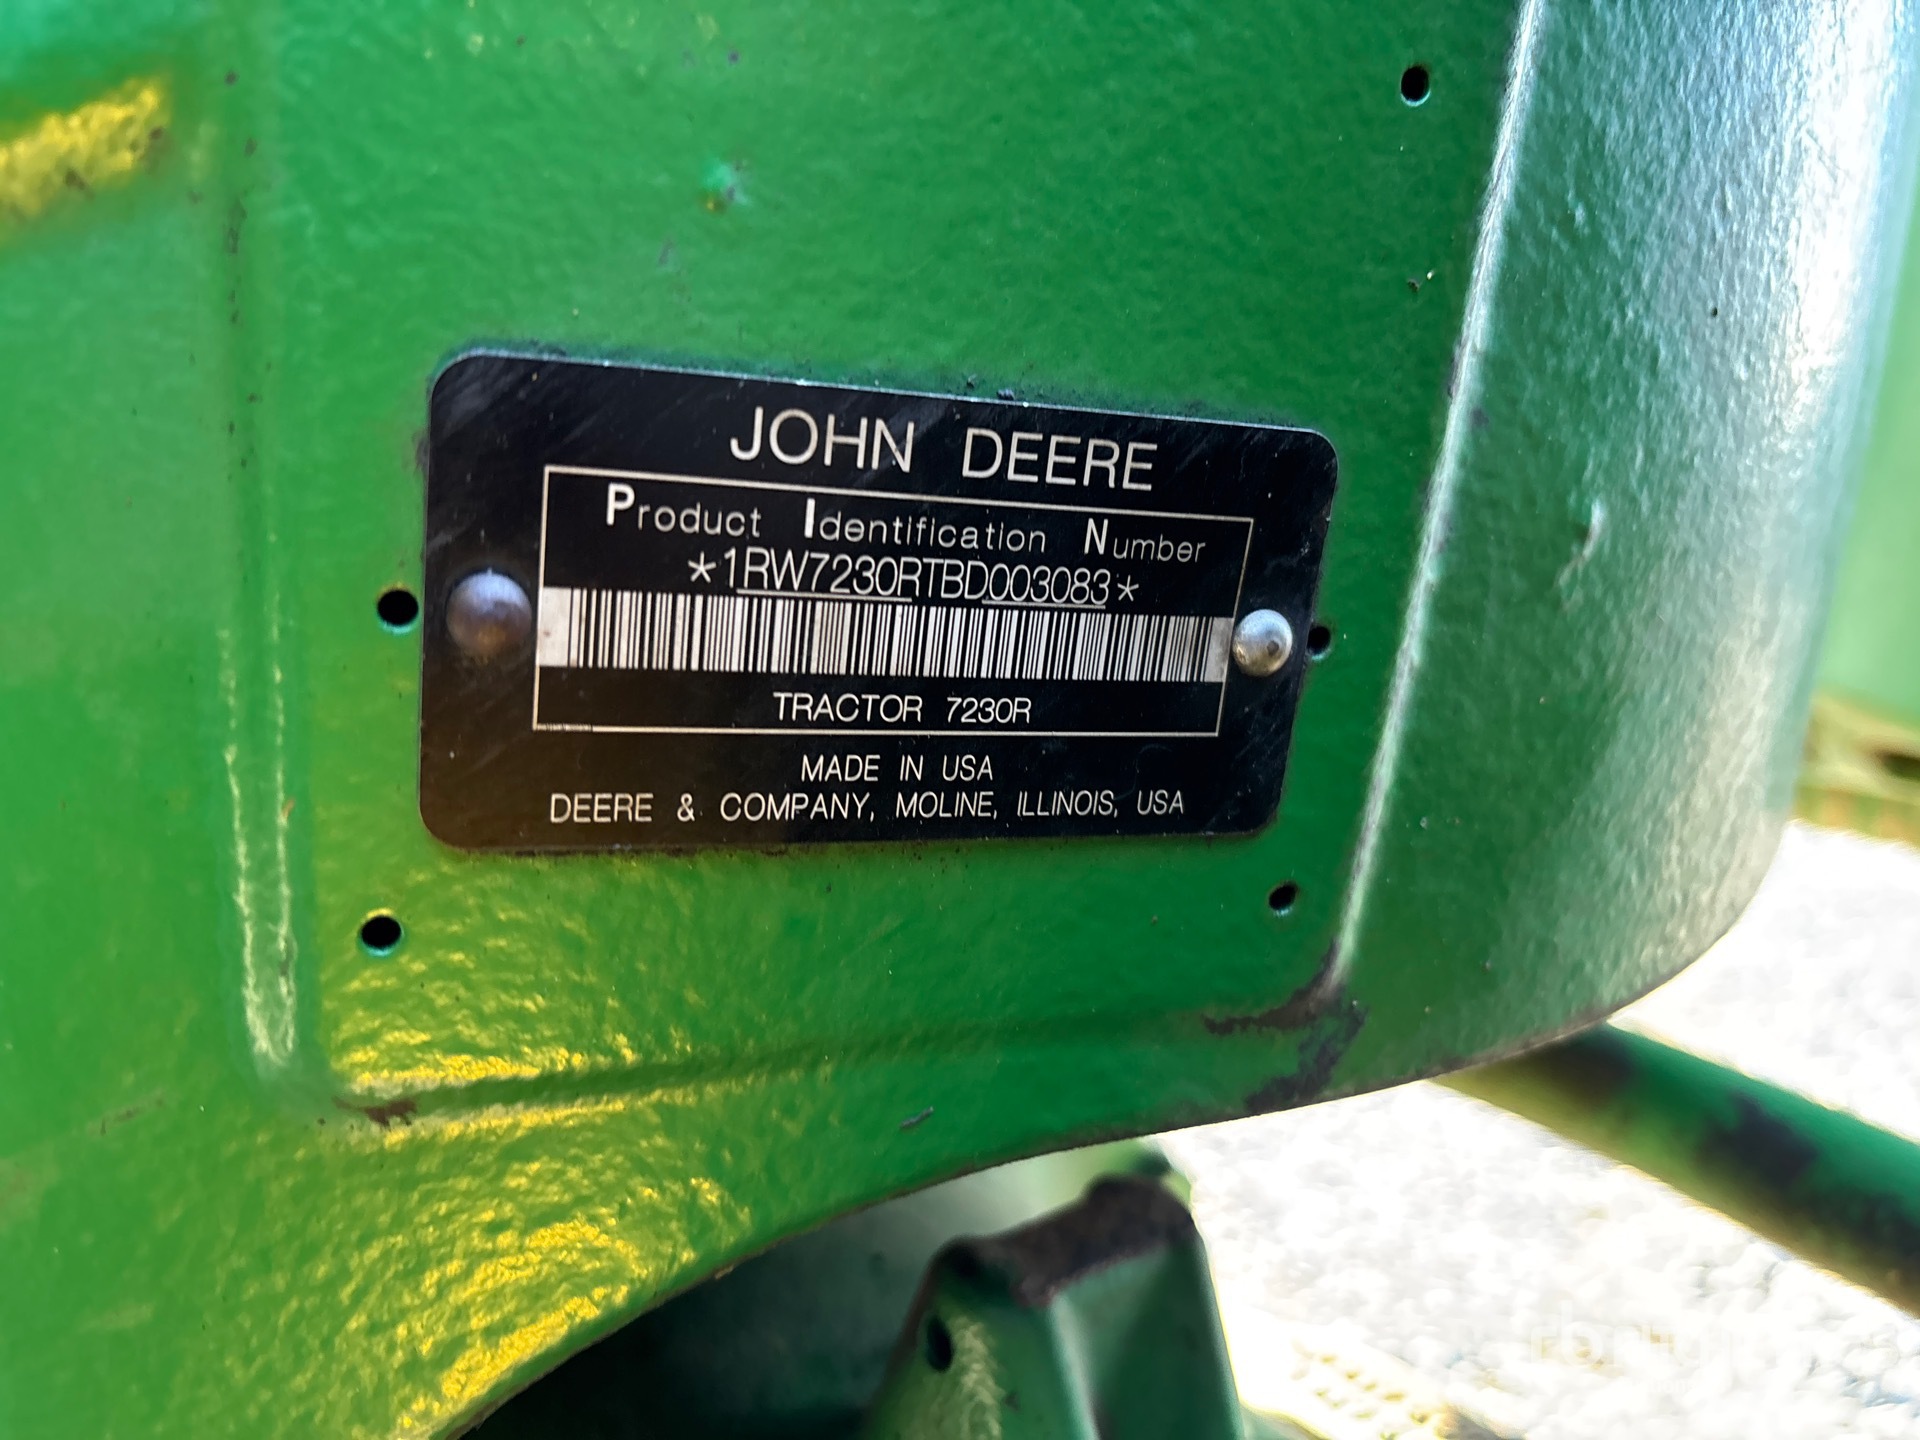 JOHN DEERE
Product Identification Number
*1RW7230RTBD003083*
TRACTOR 7230R
MADE IN USA
DEERE & COMPANY, MOLINE, ILLINOIS, USA